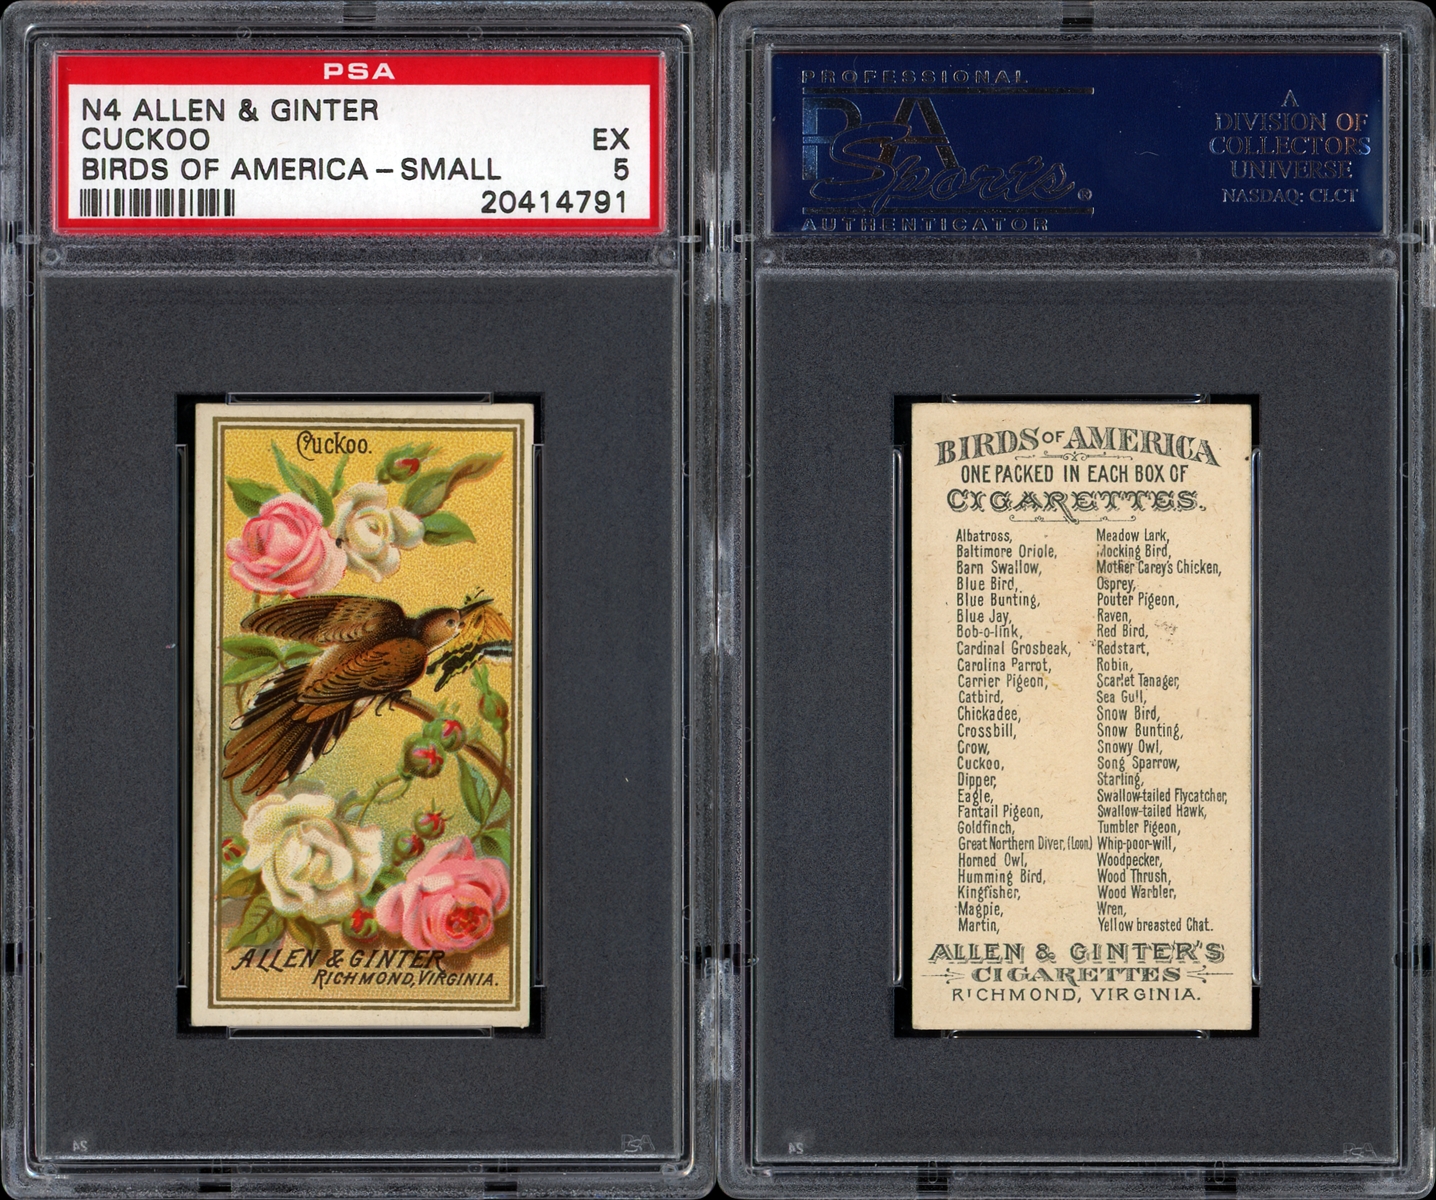 PSA
N4 ALLEN & GINTER
CUCKOO EX
BIRDS OF AMERICA - SMALL 5
20414791
Cuckoo.
ALLEN & GINTER
RICHMOND, VIRGINIA.
24
PSA
PROFESSIONAL
PSA
Sports ®
AUTHENTICATOR
A
DIVISION OF
COLLECTORS
UNIVERSE
NASDAQ: CLCT
BIRDS OF AMERICA
ONE PACKED IN EACH BOX OF
CIGARETTES.
Albatross,
Baltimore Oriole,
Barn Swallow,
Blue Bird,
Blue Bunting,
Blue Jay,
Bob-o-link,
Cardinal Grosbeak,
Carolina Parrot,
Carrier Pigeon,
Catbird,
Chickadee,
Crossbill,
Crow,
Cuckoo,
Dipper,
Eagle,
Fantail Pigeon,
Goldfinch,
Great Northern Diver, (Loon)
Horned Owl,
Humming Bird,
Kingfisher,
Magpie,
Martin,
Meadow Lark,
Mocking Bird,
Mother Carey's Chicken,
Osprey,
Pouter Pigeon,
Raven,
Red Bird,
Redstart,
Robin,
Scarlet Tanager,
Sea Gull,
Snow Bird,
Snow Bunting,
Snowy Owl,
Song Sparrow,
Starling,
Swallow-tailed Flycatcher,
Swallow-tailed Hawk,
Tumbler Pigeon,
Whip-poor-will,
Woodpecker,
Wood Thrush,
Wood Warbler,
Wren,
Yellow breasted Chat.
ALLEN & GINTER'S
CIGARETTES
RICHMOND, VIRGINIA.
24
PSA